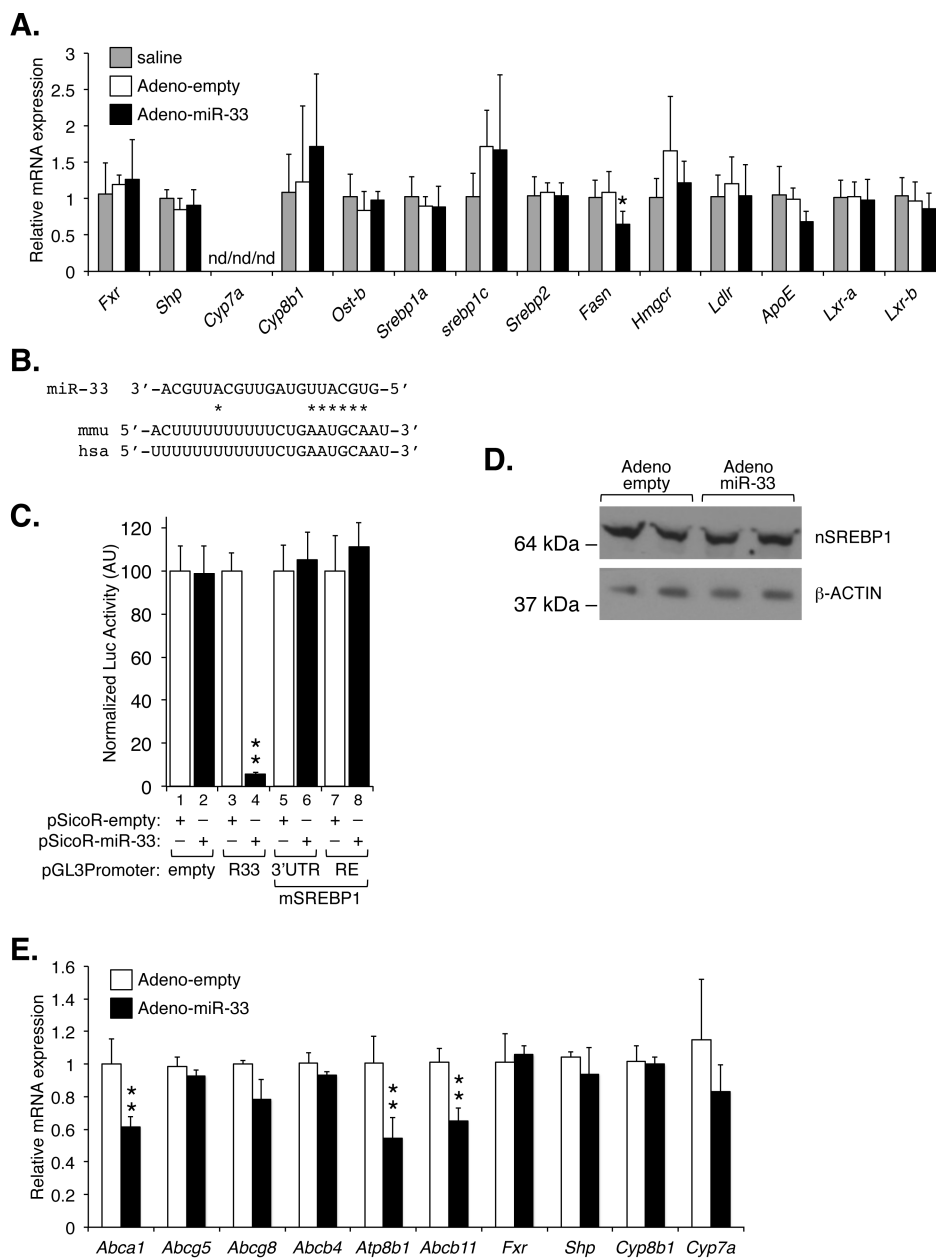 A.
saline
Adeno-empty
Adeno-miR-33
Relative mRNA expression
3
2.5
2
1.5
1
0.5
0
nd/nd/nd
*
Fxr
Shp
Cyp7a
Cyp8b1
Ost-b
Srebp1a
srebp1c
Srebp2
Fasn
Hmgcr
Ldlr
ApoE
Lxr-a
Lxr-b
B.
miR-33 3′-ACGUUACGUUGAUGUUACGUG-5′
* ******
mmu 5′-ACUUUUUUUUUUCUGAAUGCAAU-3′
hsa 5′-UUUUUUUUUUUUCUGAAUGCAAU-3′
C.
Normalized Luc Activity (AU)
120
100
80
60
40
20
0
**
1 2 3 4 5 6 7 8
pSicoR-empty: + – + – + – + –
pSicoR-miR-33: – + – + – + – +
pGL3Promoter: empty R33 3′UTR RE
mSREBP1
D.
Adeno empty
Adeno miR-33
64 kDa –
nSREBP1
37 kDa –
β-ACTIN
E.
Adeno-empty
Adeno-miR-33
Relative mRNA expression
1.6
1.4
1.2
1
0.8
0.6
0.4
0.2
0
**
**
**
Abca1
Abcg5
Abcg8
Abcb4
Atp8b1
Abcb11
Fxr
Shp
Cyp8b1
Cyp7a